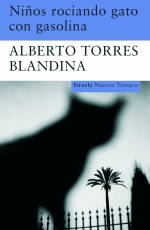 Niños rociando gato
con gasolina
ALBERTO TORRES
BLANDINA
Siruela Nuevos Tiempos